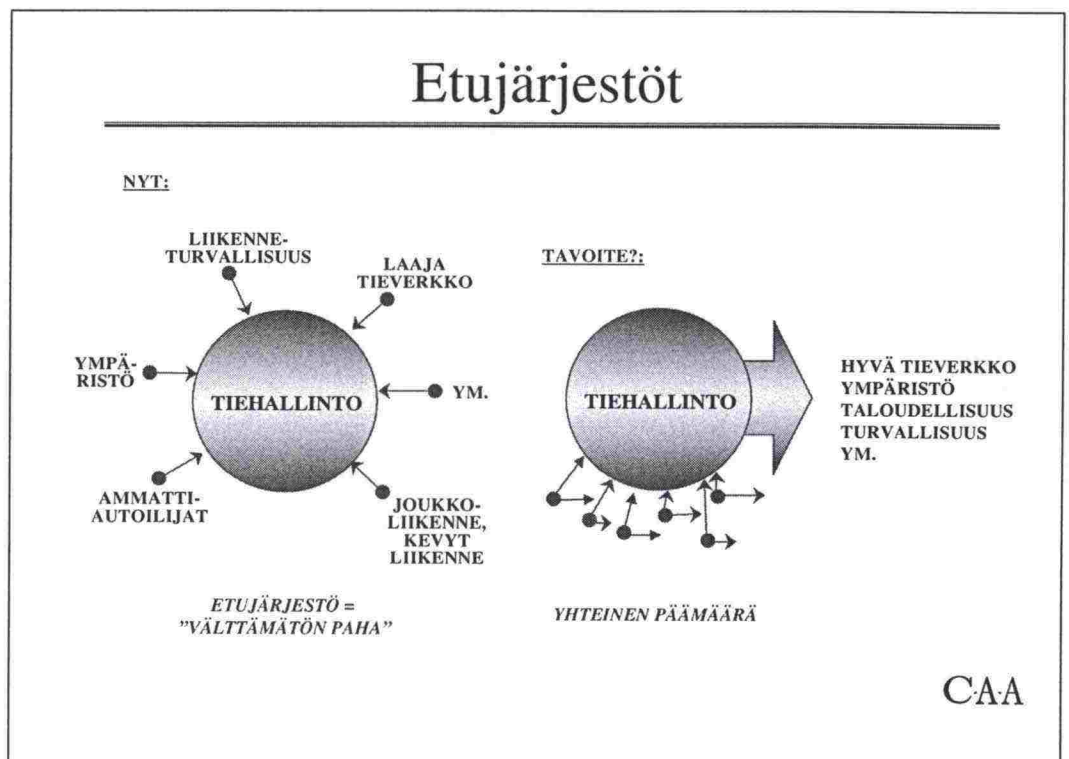 Etujärjestöt
NYT:
LIIKENNE-
TURVALLISUUS
LAAJA
TIEVERKKO
YMPÄ-
RISTÖ
TIEHALLINTO
YM.
AMMATTI-
AUTOILIJAT
JOUKKO-
LIIKENNE,
KEVYT
LIIKENNE
ETUJÄRJESTÖ =
”VÄLTTÄMÄTÖN PAHA”
TAVOITE?:
TIEHALLINTO
HYVÄ TIEVERKKO
YMPÄRISTÖ
TALOUDELLISUUS
TURVALLISUUS
YM.
YHTEINEN PÄÄMÄÄRÄ
C·A·A